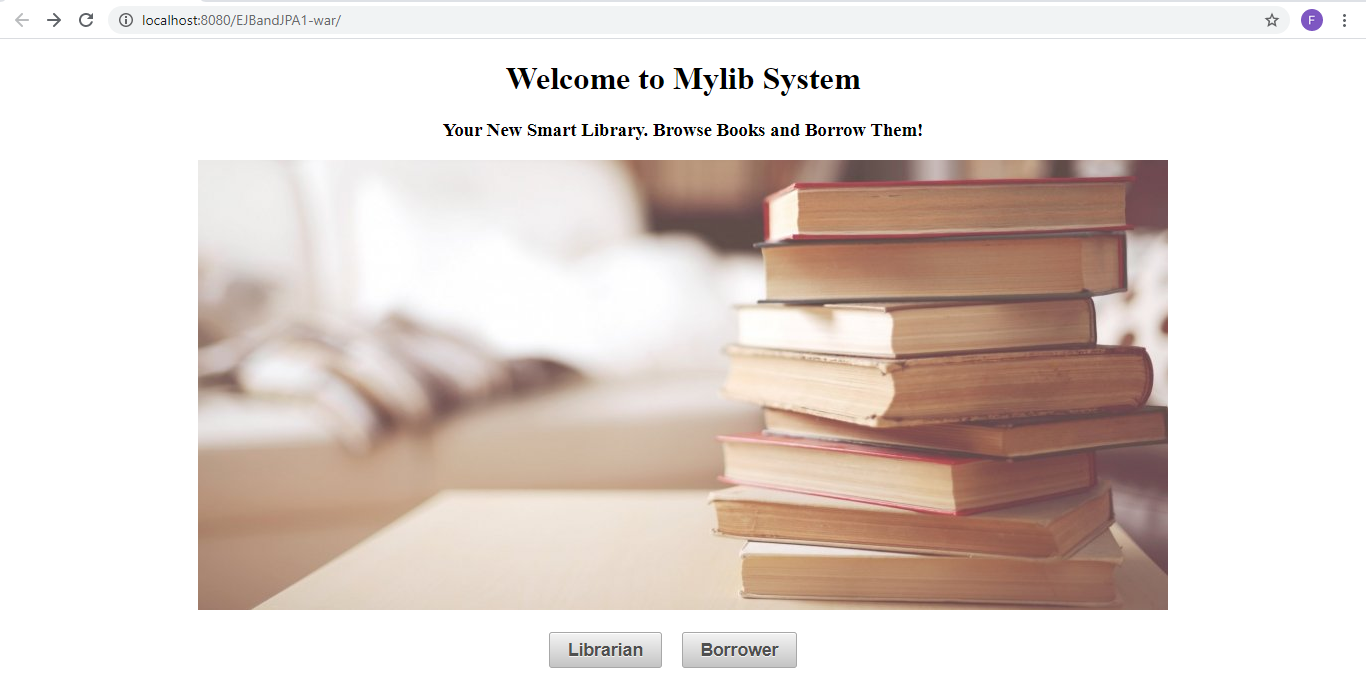 localhost:8080/EJBandJPA1-war/
F
Welcome to Mylib System
Your New Smart Library. Browse Books and Borrow Them!
Librarian
Borrower